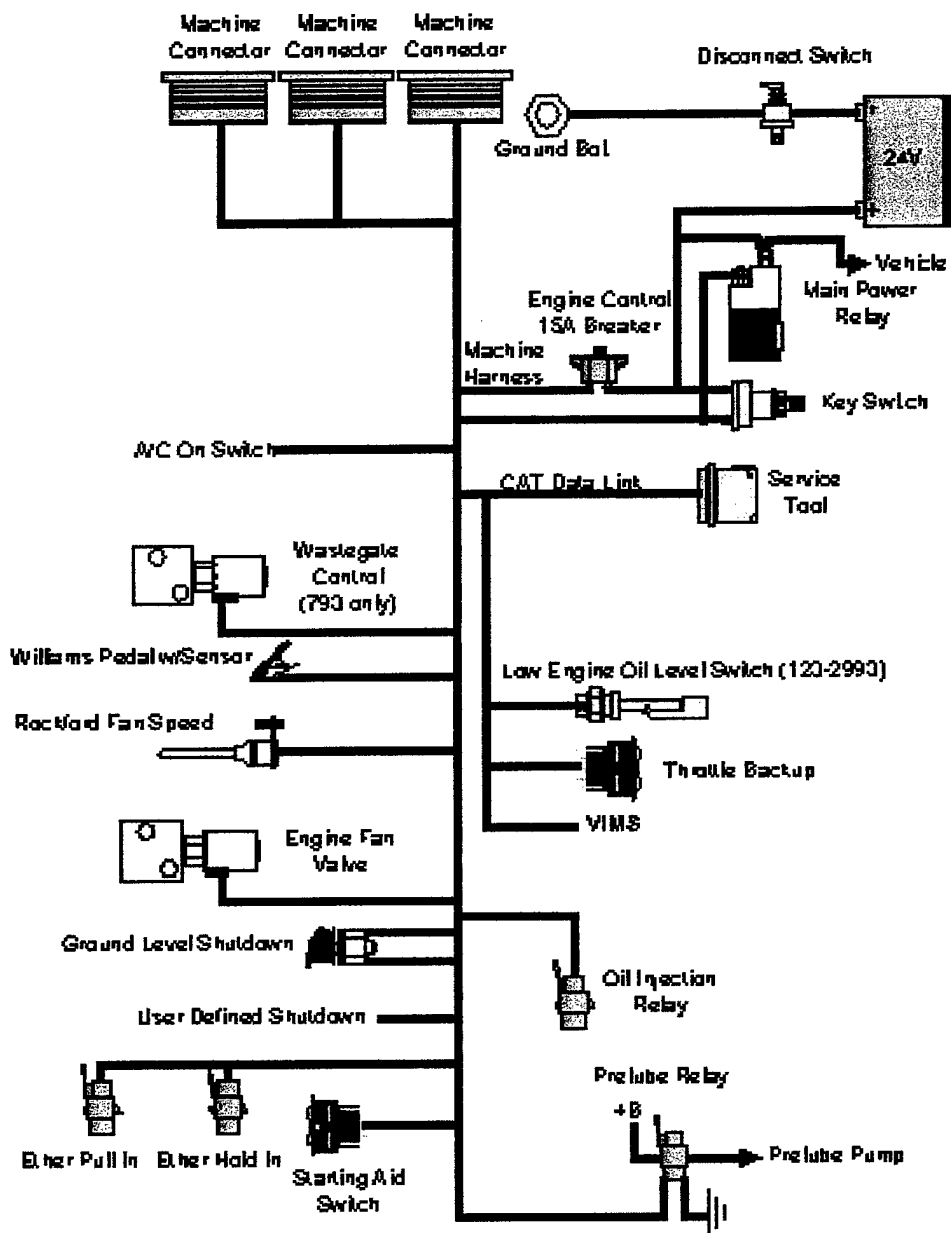 Machine Connector
Machine Connector
Machine Connector
Disconnect Switch
Ground Bolt
24V
+
Vehicle
Main Power
Relay
Engine Control
15A Breaker
Machine
Harness
Key Switch
A/C On Switch
CAT Data Link
Service
Tool
Wastegate
Control
(793 only)
Williams Pedal w/Sensor
Low Engine Oil Level Switch (123-2993)
Rockford Fan Speed
Throttle Backup
VIMS
Engine Fan
Valve
Ground Level Shutdown
Oil Injection
Relay
User Defined Shutdown
Prelube Relay
+B
Ether Pull In
Ether Hold In
Starting Aid
Switch
Prelube Pump